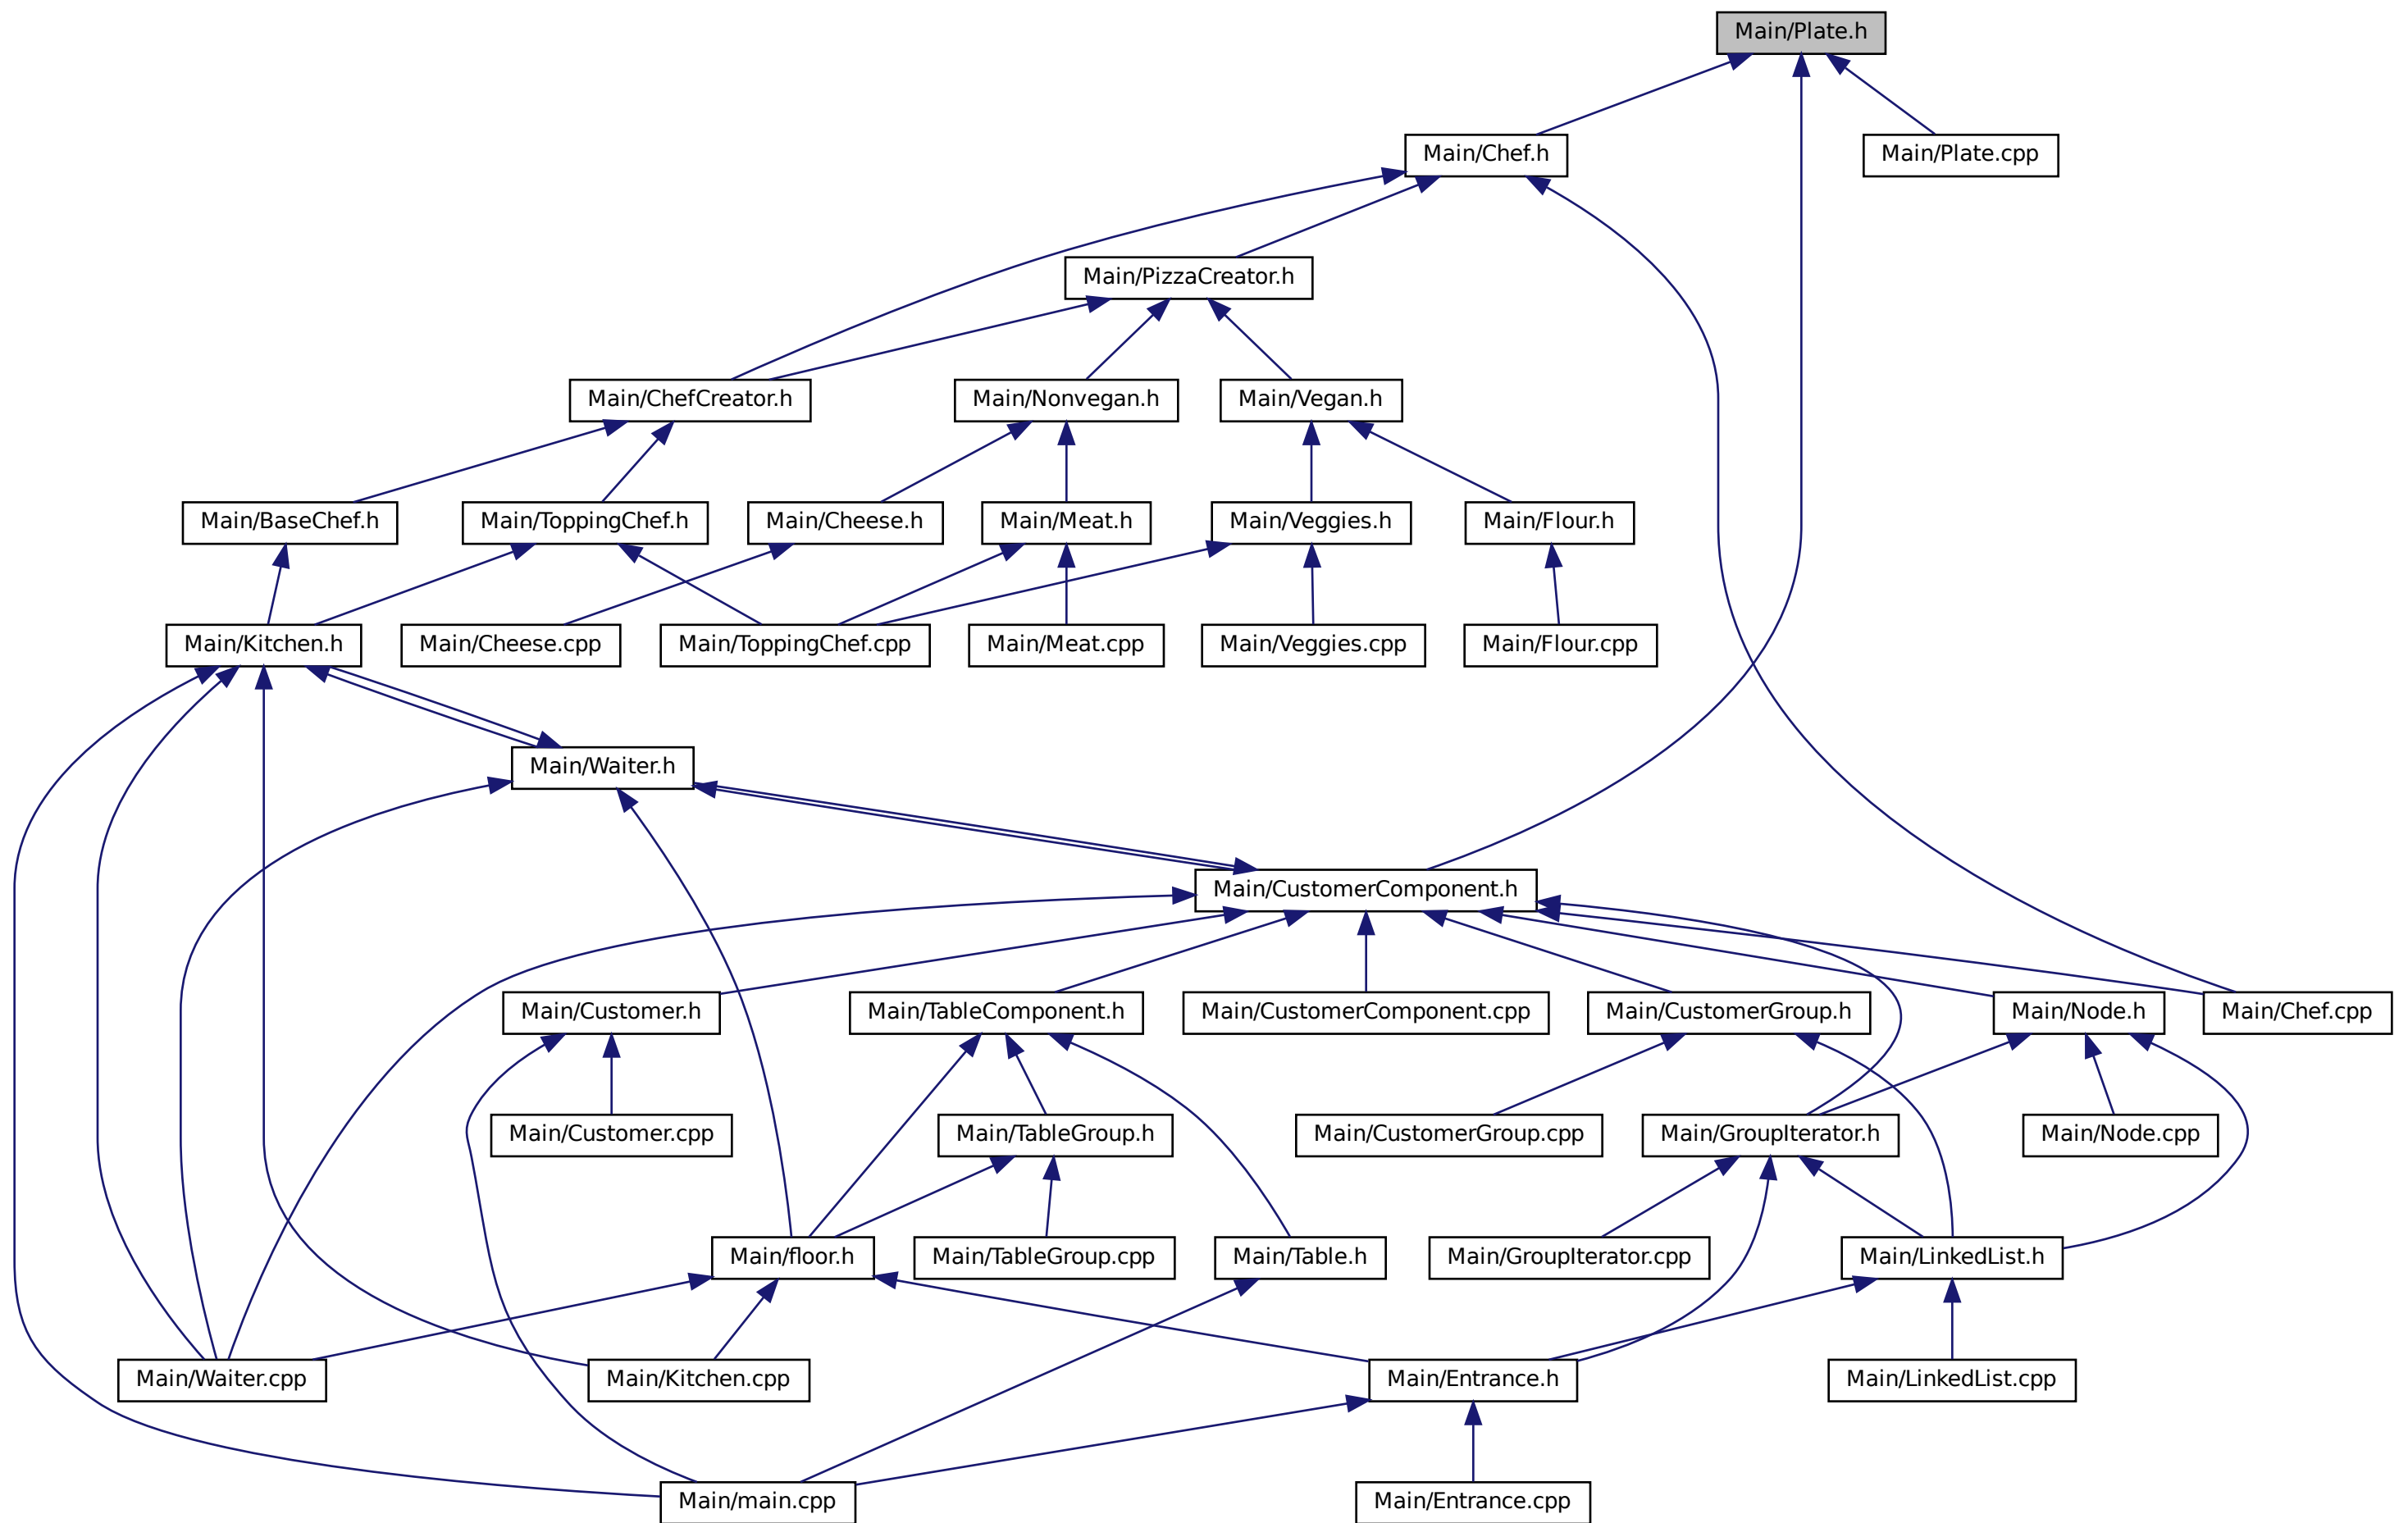 Main/Plate.h
Main/Chef.h
Main/Plate.cpp
Main/PizzaCreator.h
Main/ChefCreator.h
Main/Nonvegan.h
Main/Vegan.h
Main/BaseChef.h
Main/ToppingChef.h
Main/Cheese.h
Main/Meat.h
Main/Veggies.h
Main/Flour.h
Main/Kitchen.h
Main/Cheese.cpp
Main/ToppingChef.cpp
Main/Meat.cpp
Main/Veggies.cpp
Main/Flour.cpp
Main/Waiter.h
Main/CustomerComponent.h
Main/Customer.h
Main/TableComponent.h
Main/CustomerComponent.cpp
Main/CustomerGroup.h
Main/Node.h
Main/Chef.cpp
Main/Customer.cpp
Main/TableGroup.h
Main/CustomerGroup.cpp
Main/GroupIterator.h
Main/Node.cpp
Main/floor.h
Main/TableGroup.cpp
Main/Table.h
Main/GroupIterator.cpp
Main/LinkedList.h
Main/Waiter.cpp
Main/Kitchen.cpp
Main/Entrance.h
Main/LinkedList.cpp
Main/main.cpp
Main/Entrance.cpp